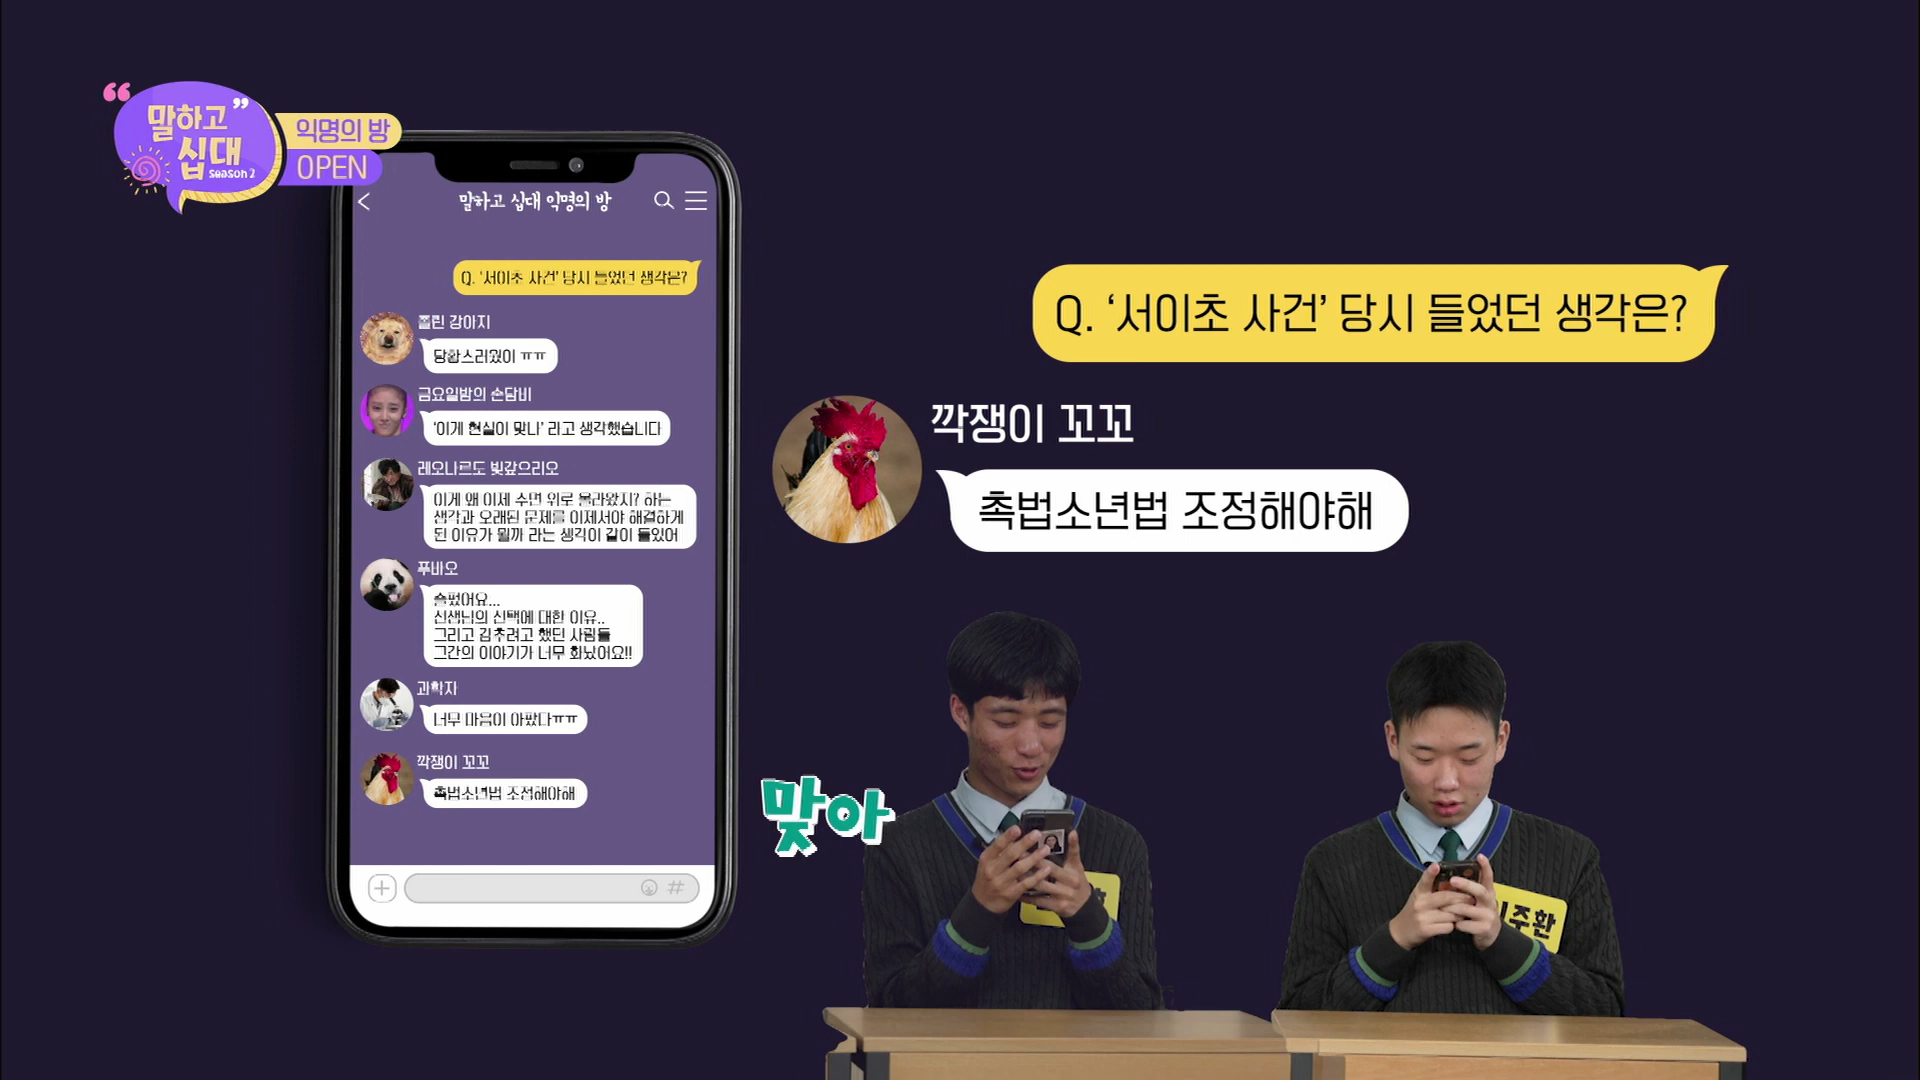 말하고
십대
season 2
익명의 방
OPEN
말하고 십대 익명의 방
Q. ‘서이초 사건’ 당시 들었던 생각은?
졸린 강아지
당황스러웠어 ㅠㅠ
금요일밤의 손담비
‘이게 현실이 맞나’ 라고 생각했습니다
레오나르도 빚갚으리오
이게 왜 이제 수면 위로 올라왔지? 하는
생각과 오래된 문제를 이제서야 해결하게
된 이유가 뭘까 라는 생각이 같이 들었어
푸바오
슬펐어요...
선생님의 선택에 대한 이유..
그리고 감추려고 했던 사람들
그간의 이야기가 너무 화났어요!!
과학자
너무 마음이 아팠다ㅠㅠ
깍쟁이 꼬꼬
촉법소년법 조정해야해
#
Q. ‘서이초 사건’ 당시 들었던 생각은?
깍쟁이 꼬꼬
촉법소년법 조정해야해
맞아
주환